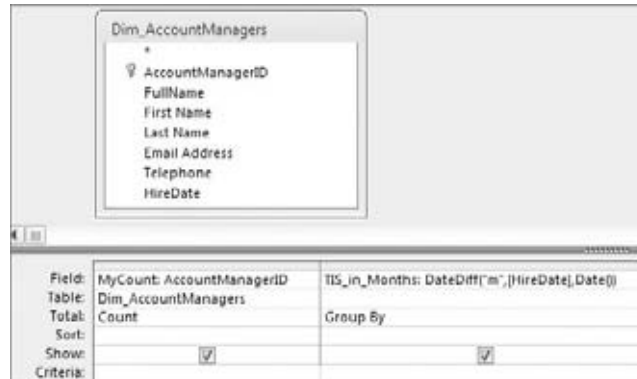 Dim_AccountManagers
*
AccountManagerID
FullName
First Name
Last Name
Email Address
Telephone
HireDate
Field: MyCount: AccountManagerID TIS_in_Months: DateDiff("m",[HireDate],Date())
Table: Dim_AccountManagers
Total: Count Group By
Sort:
Show:
Criteria: